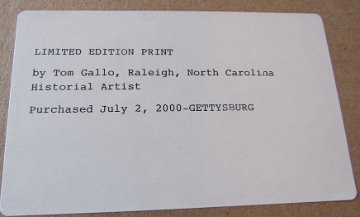 LIMITED EDITION PRINT
by Tom Gallo, Raleigh, North Carolina
Historial Artist
Purchased July 2, 2000-GETTYSBURG